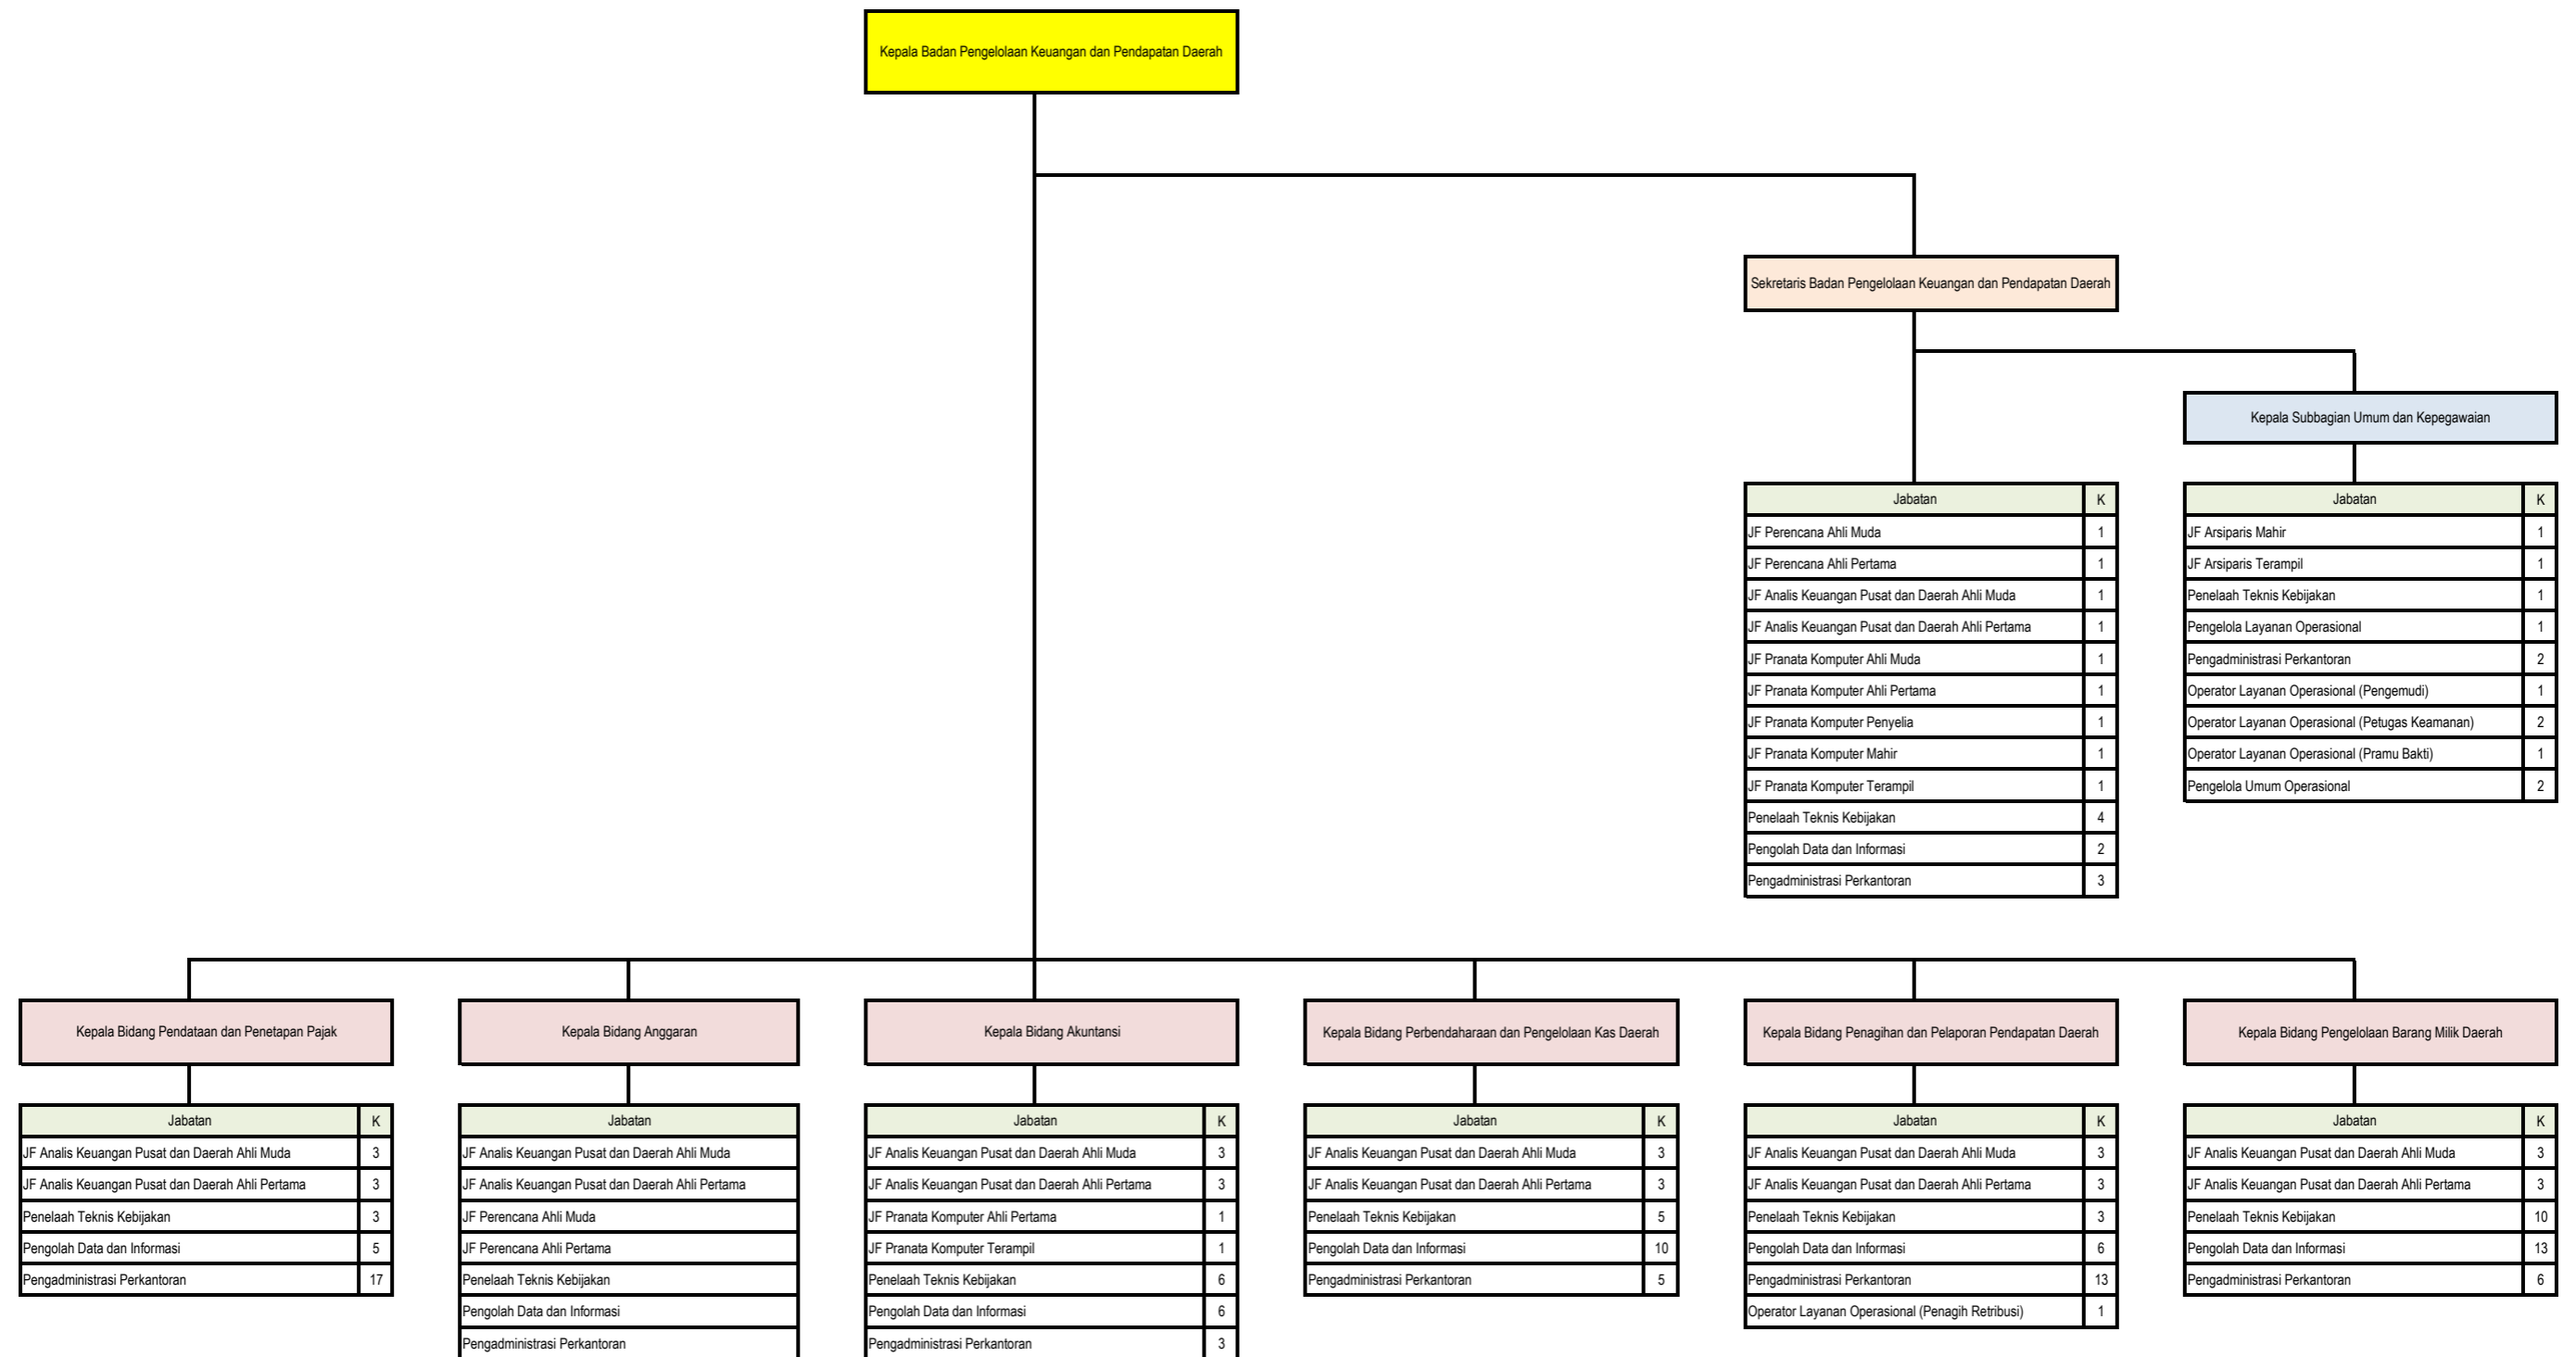 Kepala Badan Pengelolaan Keuangan dan Pendapatan Daerah
Sekretaris Badan Pengelolaan Keuangan dan Pendapatan Daerah
Kepala Subbagian Umum dan Kepegawaian
Jabatan K
JF Perencana Ahli Muda 1
JF Perencana Ahli Pertama 1
JF Analis Keuangan Pusat dan Daerah Ahli Muda 1
JF Analis Keuangan Pusat dan Daerah Ahli Pertama 1
JF Pranata Komputer Ahli Muda 1
JF Pranata Komputer Ahli Pertama 1
JF Pranata Komputer Penyelia 1
JF Pranata Komputer Mahir 1
JF Pranata Komputer Terampil 1
Penelaah Teknis Kebijakan 4
Pengolah Data dan Informasi 2
Pengadministrasi Perkantoran 3
Jabatan K
JF Arsiparis Mahir 1
JF Arsiparis Terampil 1
Penelaah Teknis Kebijakan 1
Pengelola Layanan Operasional 1
Pengadministrasi Perkantoran 2
Operator Layanan Operasional (Pengemudi) 1
Operator Layanan Operasional (Petugas Keamanan) 2
Operator Layanan Operasional (Pramu Bakti) 1
Pengelola Umum Operasional 2
Kepala Bidang Pendataan dan Penetapan Pajak
Jabatan K
JF Analis Keuangan Pusat dan Daerah Ahli Muda 3
JF Analis Keuangan Pusat dan Daerah Ahli Pertama 3
Penelaah Teknis Kebijakan 3
Pengolah Data dan Informasi 5
Pengadministrasi Perkantoran 17
Kepala Bidang Anggaran
Jabatan
JF Analis Keuangan Pusat dan Daerah Ahli Muda
JF Analis Keuangan Pusat dan Daerah Ahli Pertama
JF Perencana Ahli Muda
JF Perencana Ahli Pertama
Penelaah Teknis Kebijakan
Pengolah Data dan Informasi
Pengadministrasi Perkantoran
Kepala Bidang Akuntansi
Jabatan K
JF Analis Keuangan Pusat dan Daerah Ahli Muda 3
JF Analis Keuangan Pusat dan Daerah Ahli Pertama 3
JF Pranata Komputer Ahli Pertama 1
JF Pranata Komputer Terampil 1
Penelaah Teknis Kebijakan 6
Pengolah Data dan Informasi 6
Pengadministrasi Perkantoran 3
Kepala Bidang Perbendaharaan dan Pengelolaan Kas Daerah
Jabatan K
JF Analis Keuangan Pusat dan Daerah Ahli Muda 3
JF Analis Keuangan Pusat dan Daerah Ahli Pertama 3
Penelaah Teknis Kebijakan 5
Pengolah Data dan Informasi 10
Pengadministrasi Perkantoran 5
Kepala Bidang Penagihan dan Pelaporan Pendapatan Daerah
Jabatan K
JF Analis Keuangan Pusat dan Daerah Ahli Muda 3
JF Analis Keuangan Pusat dan Daerah Ahli Pertama 3
Penelaah Teknis Kebijakan 3
Pengolah Data dan Informasi 6
Pengadministrasi Perkantoran 13
Operator Layanan Operasional (Penagih Retribusi) 1
Kepala Bidang Pengelolaan Barang Milik Daerah
Jabatan K
JF Analis Keuangan Pusat dan Daerah Ahli Muda 3
JF Analis Keuangan Pusat dan Daerah Ahli Pertama 3
Penelaah Teknis Kebijakan 10
Pengolah Data dan Informasi 13
Pengadministrasi Perkantoran 6